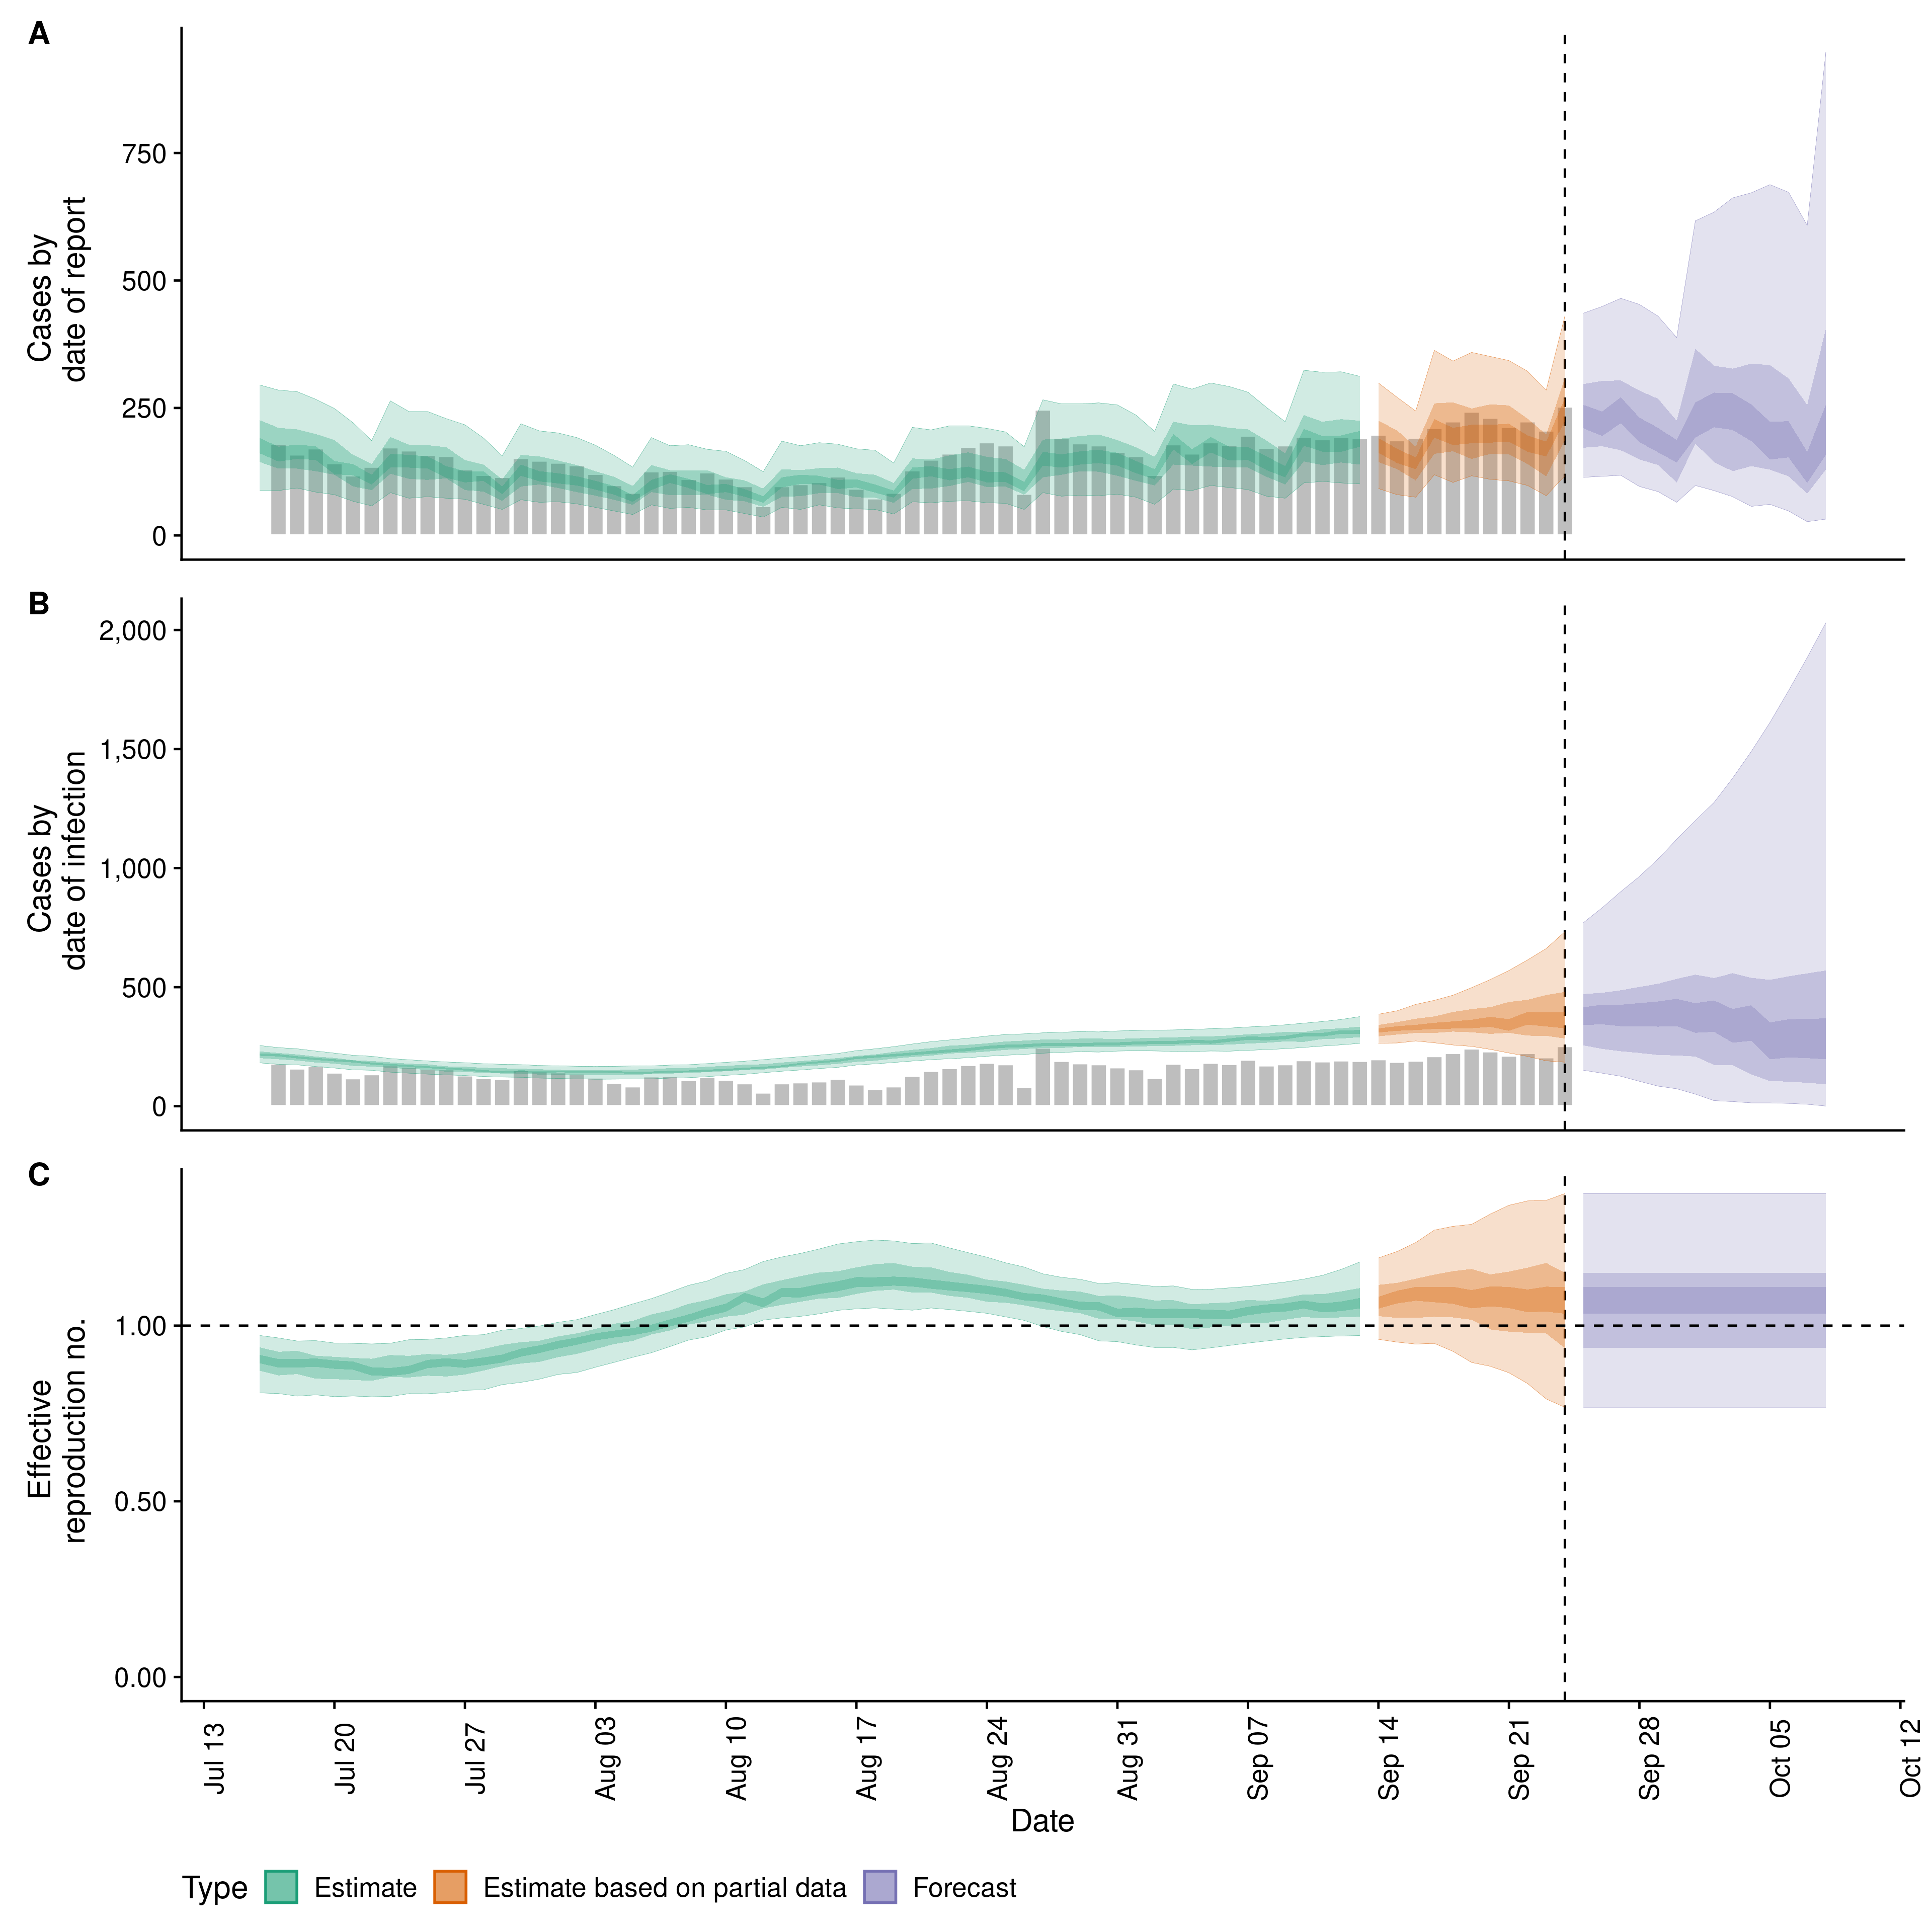 A
Cases by
date of report
750
500
250
0
B
Cases by
date of infection
2,000
1,500
1,000
500
0
C
Effective
reproduction no.
1.00
0.50
0.00
Jul 13
Jul 20
Jul 27
Aug 03
Aug 10
Aug 17
Aug 24
Aug 31
Sep 07
Sep 14
Sep 21
Sep 28
Oct 05
Oct 12
Date
Type Estimate Estimate based on partial data Forecast